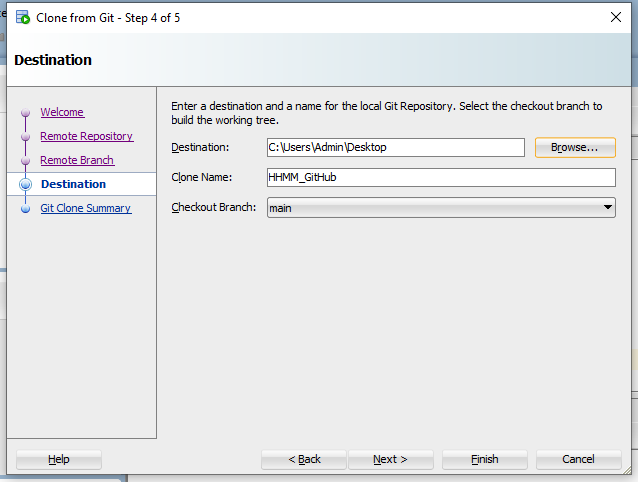 Clone from Git - Step 4 of 5
Destination
Welcome
Remote Repository
Remote Branch
Destination
Git Clone Summary
Enter a destination and a name for the local Git Repository. Select the checkout branch to
build the working tree.
Destination: C:\Users\Admin\Desktop Browse...
Clone Name: HHMM_GitHub
Checkout Branch: main
Help < Back Next > Finish Cancel